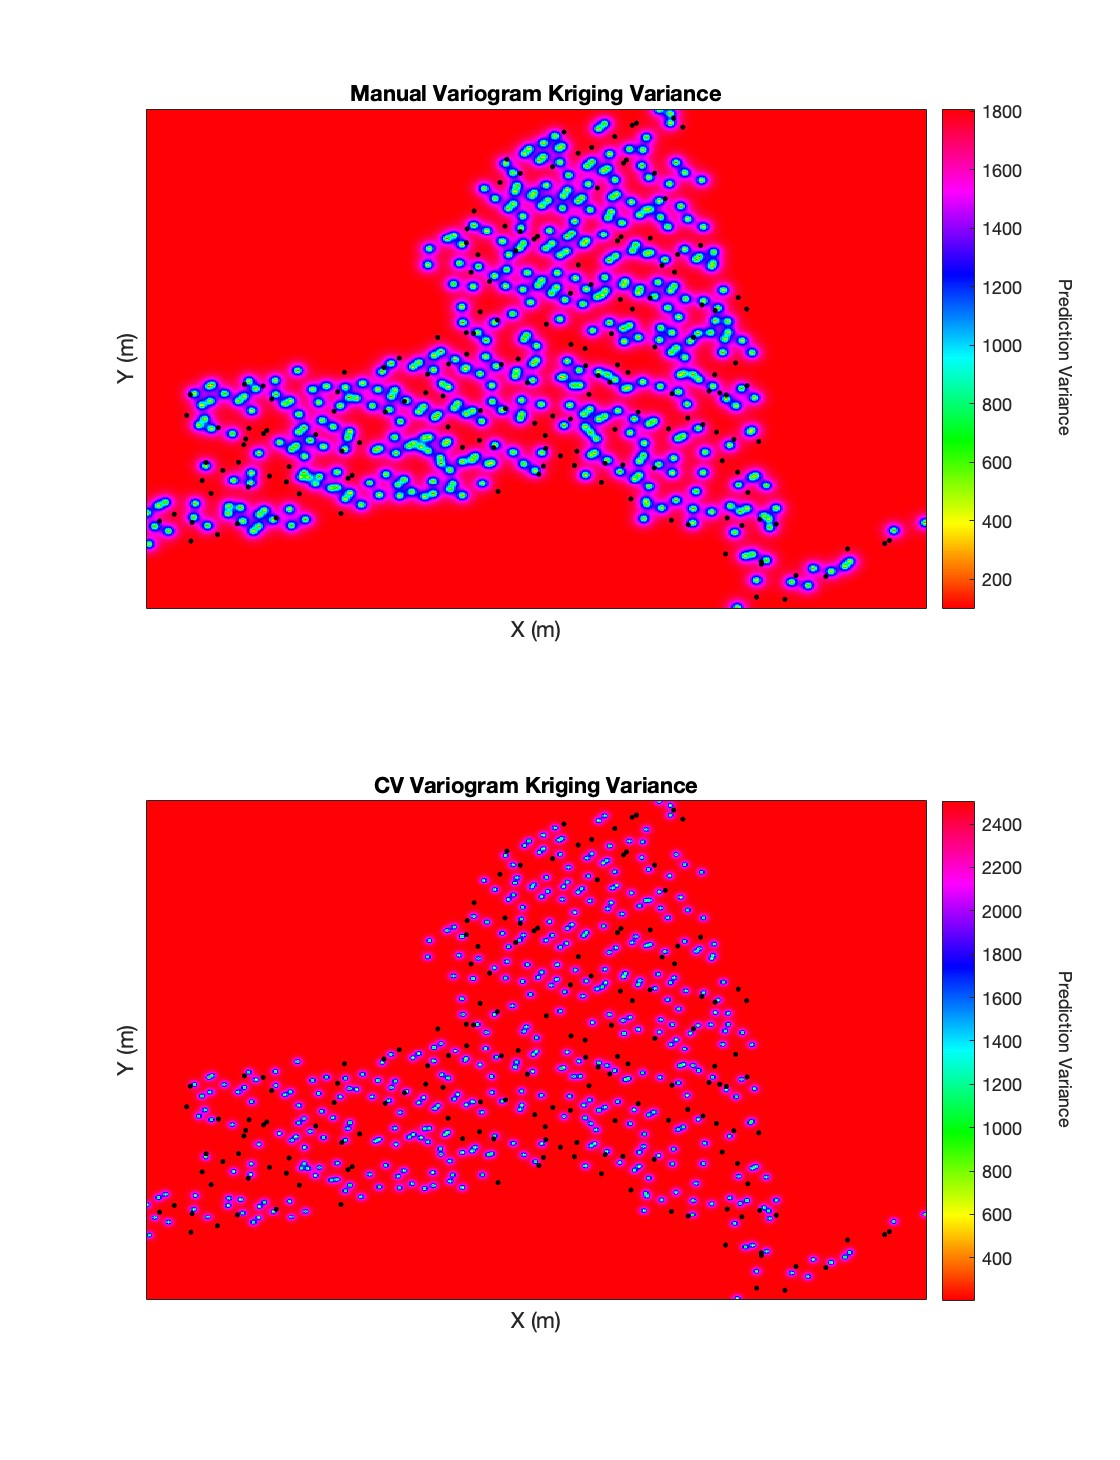 Manual Variogram Kriging Variance
1800
1600
1400
1200
1000
800
600
400
200
Prediction Variance
Y (m)
X (m)
CV Variogram Kriging Variance
2400
2200
2000
1800
1600
1400
1200
1000
800
600
400
Prediction Variance
Y (m)
X (m)